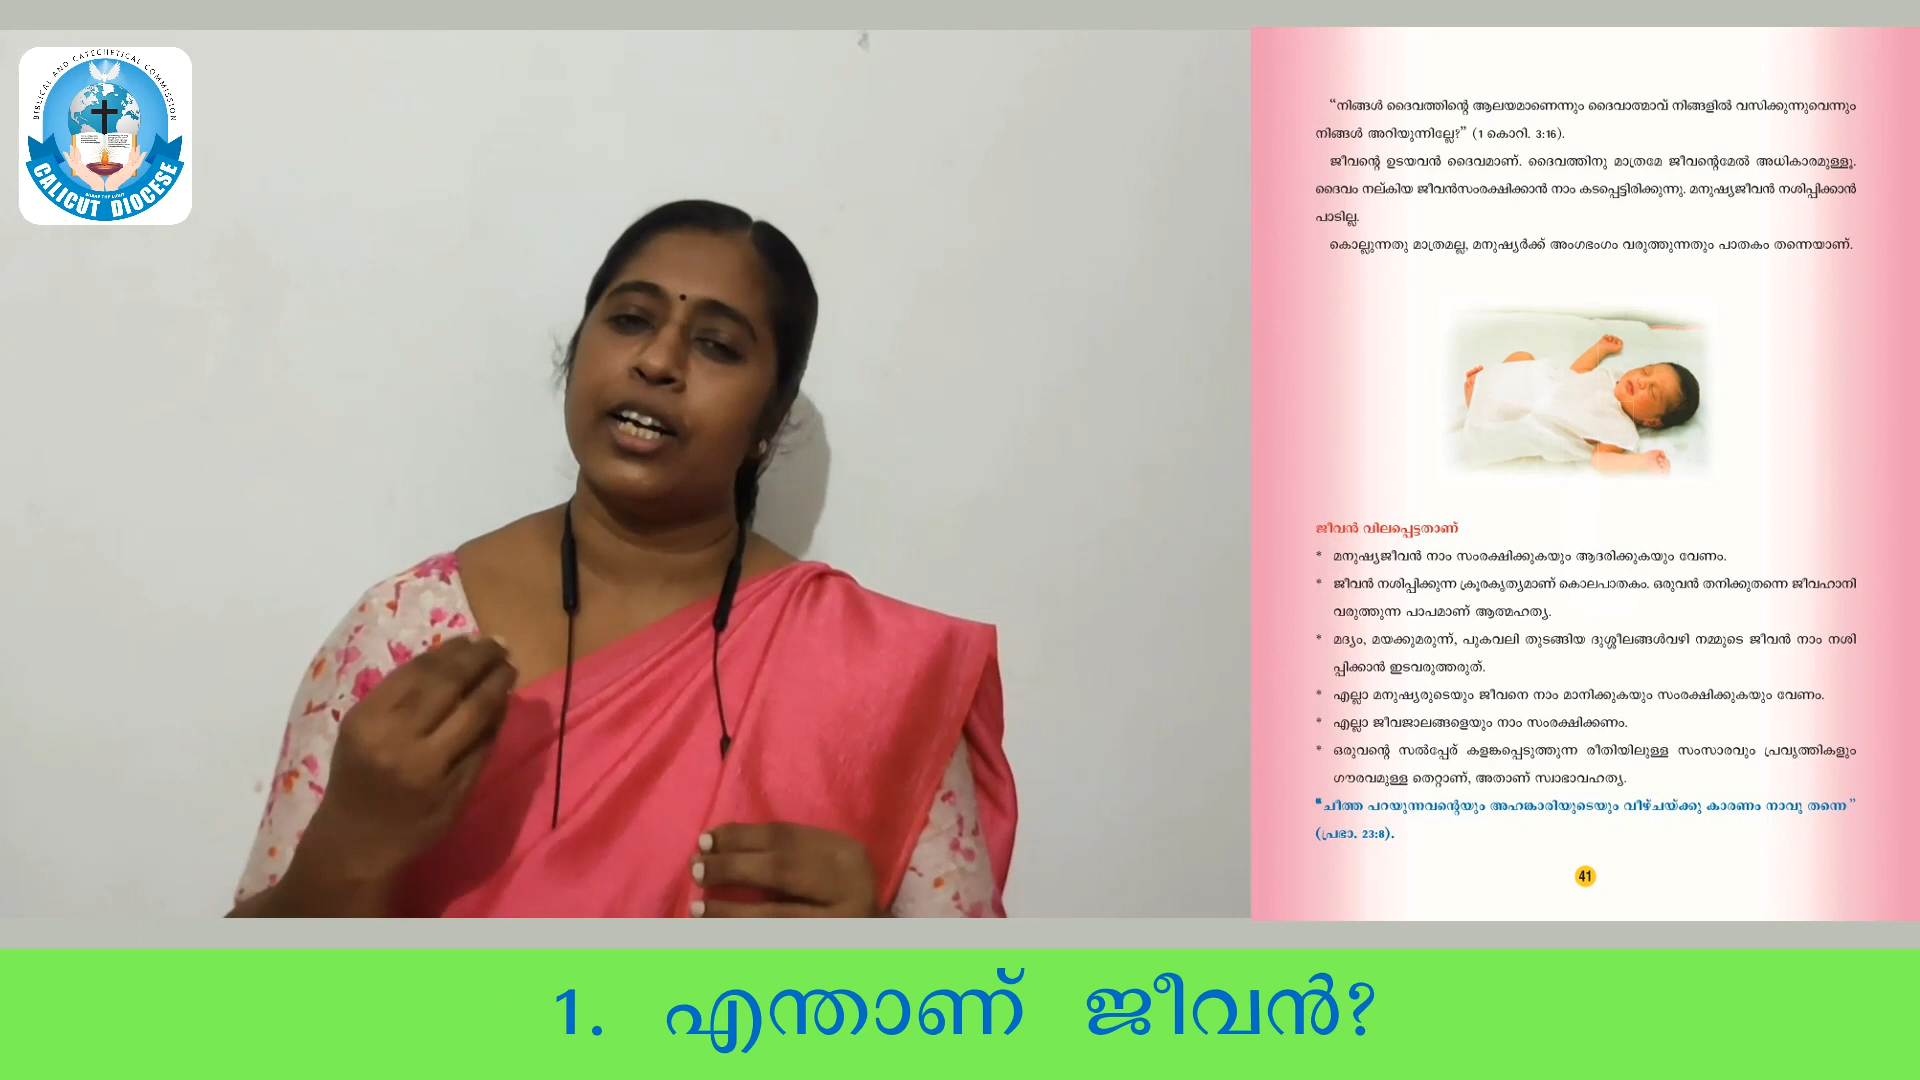 BIBLICAL AND CATECHETICAL COMMISSION
CALICUT DIOCESE
“നിങ്ങൾ ദൈവത്തിന്റെ ആലയമാണെന്നും ദൈവാത്മാവ് നിങ്ങളിൽ വസിക്കുന്നുവെന്നും
നിങ്ങൾ അറിയുന്നില്ലേ?” (1 കൊറി. 3:16).
ജീവന്റെ ഉടയവൻ ദൈവമാണ്. ദൈവത്തിനു മാത്രമേ ജീവന്റെമേൽ അധികാരമുള്ളൂ.
ദൈവം നല്കിയ ജീവൻസംരക്ഷിക്കാൻ നാം കടപ്പെട്ടിരിക്കുന്നു. മനുഷ്യജീവൻ നശിപ്പിക്കാൻ
പാടില്ല.
കൊല്ലുന്നതു മാത്രമല്ല, മനുഷ്യർക്ക് അംഗഭംഗം വരുത്തുന്നതും പാതകം തന്നെയാണ്.
ജീവൻ വിലപ്പെട്ടതാണ്
* മനുഷ്യജീവൻ നാം സംരക്ഷിക്കുകയും ആദരിക്കുകയും വേണം.
* ജീവൻ നശിപ്പിക്കുന്ന ക്രൂരകൃത്യമാണ് കൊലപാതകം. ഒരുവൻ തനിക്കുതന്നെ ജീവഹാനി
വരുത്തുന്ന പാപമാണ് ആത്മഹത്യ.
* മദ്യം, മയക്കുമരുന്ന്, പുകവലി തുടങ്ങിയ ദുശ്ശീലങ്ങൾവഴി നമ്മുടെ ജീവൻ നാം നശി
പ്പിക്കാൻ ഇടവരുത്തരുത്.
* എല്ലാ മനുഷ്യരുടെയും ജീവനെ നാം മാനിക്കുകയും സംരക്ഷിക്കുകയും വേണം.
* എല്ലാ ജീവജാലങ്ങളെയും നാം സംരക്ഷിക്കണം.
* ഒരുവന്റെ സൽപ്പേര് കളങ്കപ്പെടുത്തുന്ന രീതിയിലുള്ള സംസാരവും പ്രവൃത്തികളും
ഗൗരവമുള്ള തെറ്റാണ്, അതാണ് സ്വാഭാവഹത്യ.
“ചീത്ത പറയുന്നവന്റെയും അഹങ്കാരിയുടെയും വീഴ്ചയ്ക്കു കാരണം നാവു തന്നെ”
(പ്രഭാ. 23:8).
41
1. എന്താണ് ജീവൻ?